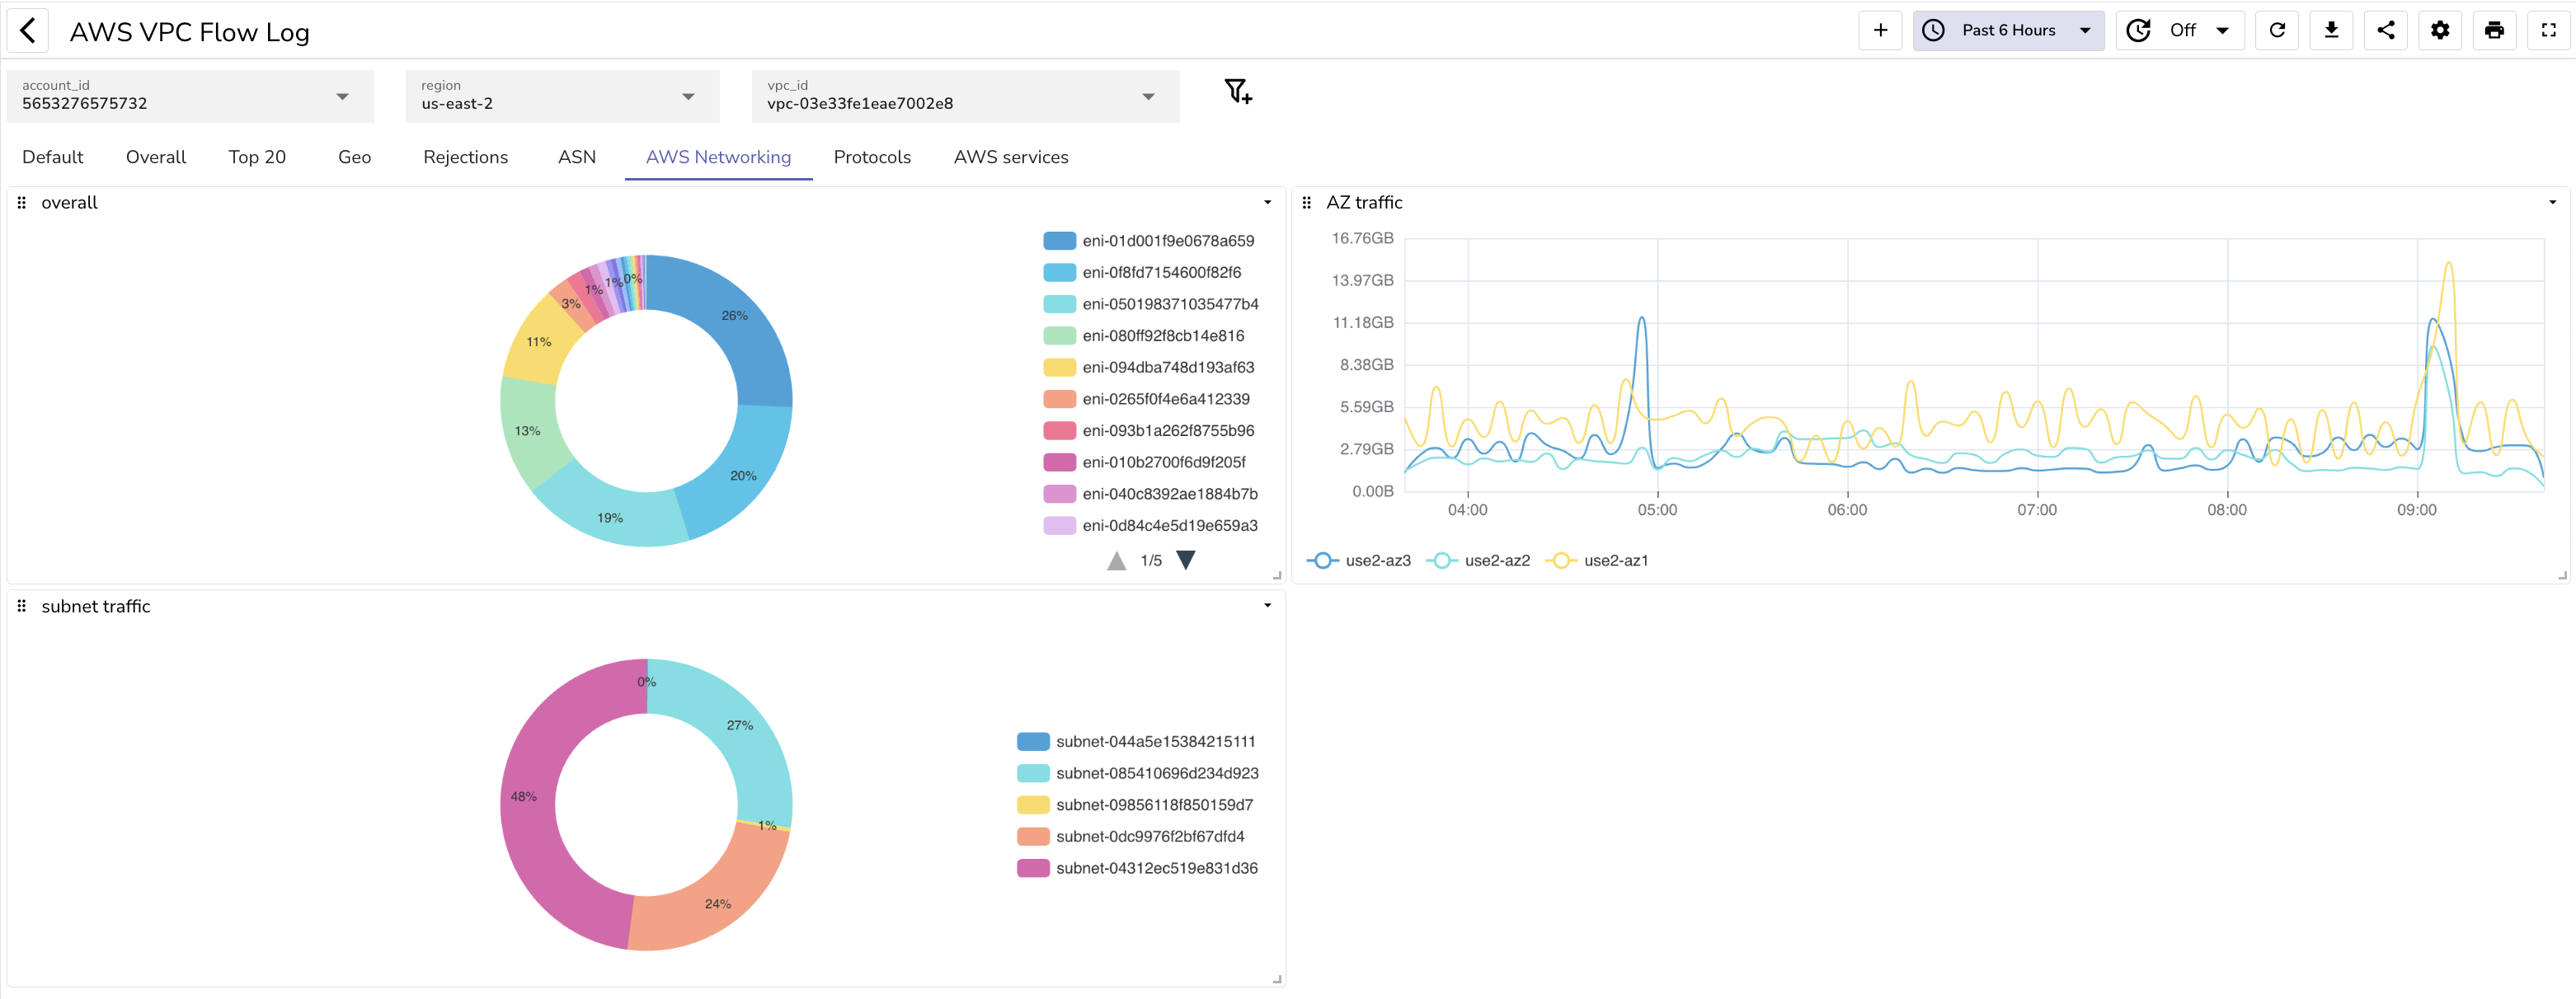 AWS VPC Flow Log
Past 6 Hours
Off
account_id
5653276575732
region
us-east-2
vpc_id
vpc-03e33fe1eae7002e8
Default Overall Top 20 Geo Rejections ASN AWS Networking Protocols AWS services
overall
26%
20%
19%
13%
11%
3%
1%
1%
0%
eni-01d001f9e0678a659
eni-0f8fd7154600f82f6
eni-050198371035477b4
eni-080ff92f8cb14e816
eni-094dba748d193af63
eni-0265f0f4e6a412339
eni-093b1a262f8755b96
eni-010b2700f6d9f205f
eni-040c8392ae1884b7b
eni-0d84c4e5d19e659a3
1/5
AZ traffic
16.76GB
13.97GB
11.18GB
8.38GB
5.59GB
2.79GB
0.00B
04:00 05:00 06:00 07:00 08:00 09:00
use2-az3 use2-az2 use2-az1
subnet traffic
0%
27%
1%
24%
48%
subnet-044a5e15384215111
subnet-085410696d234d923
subnet-09856118f850159d7
subnet-0dc9976f2bf67dfd4
subnet-04312ec519e831d36